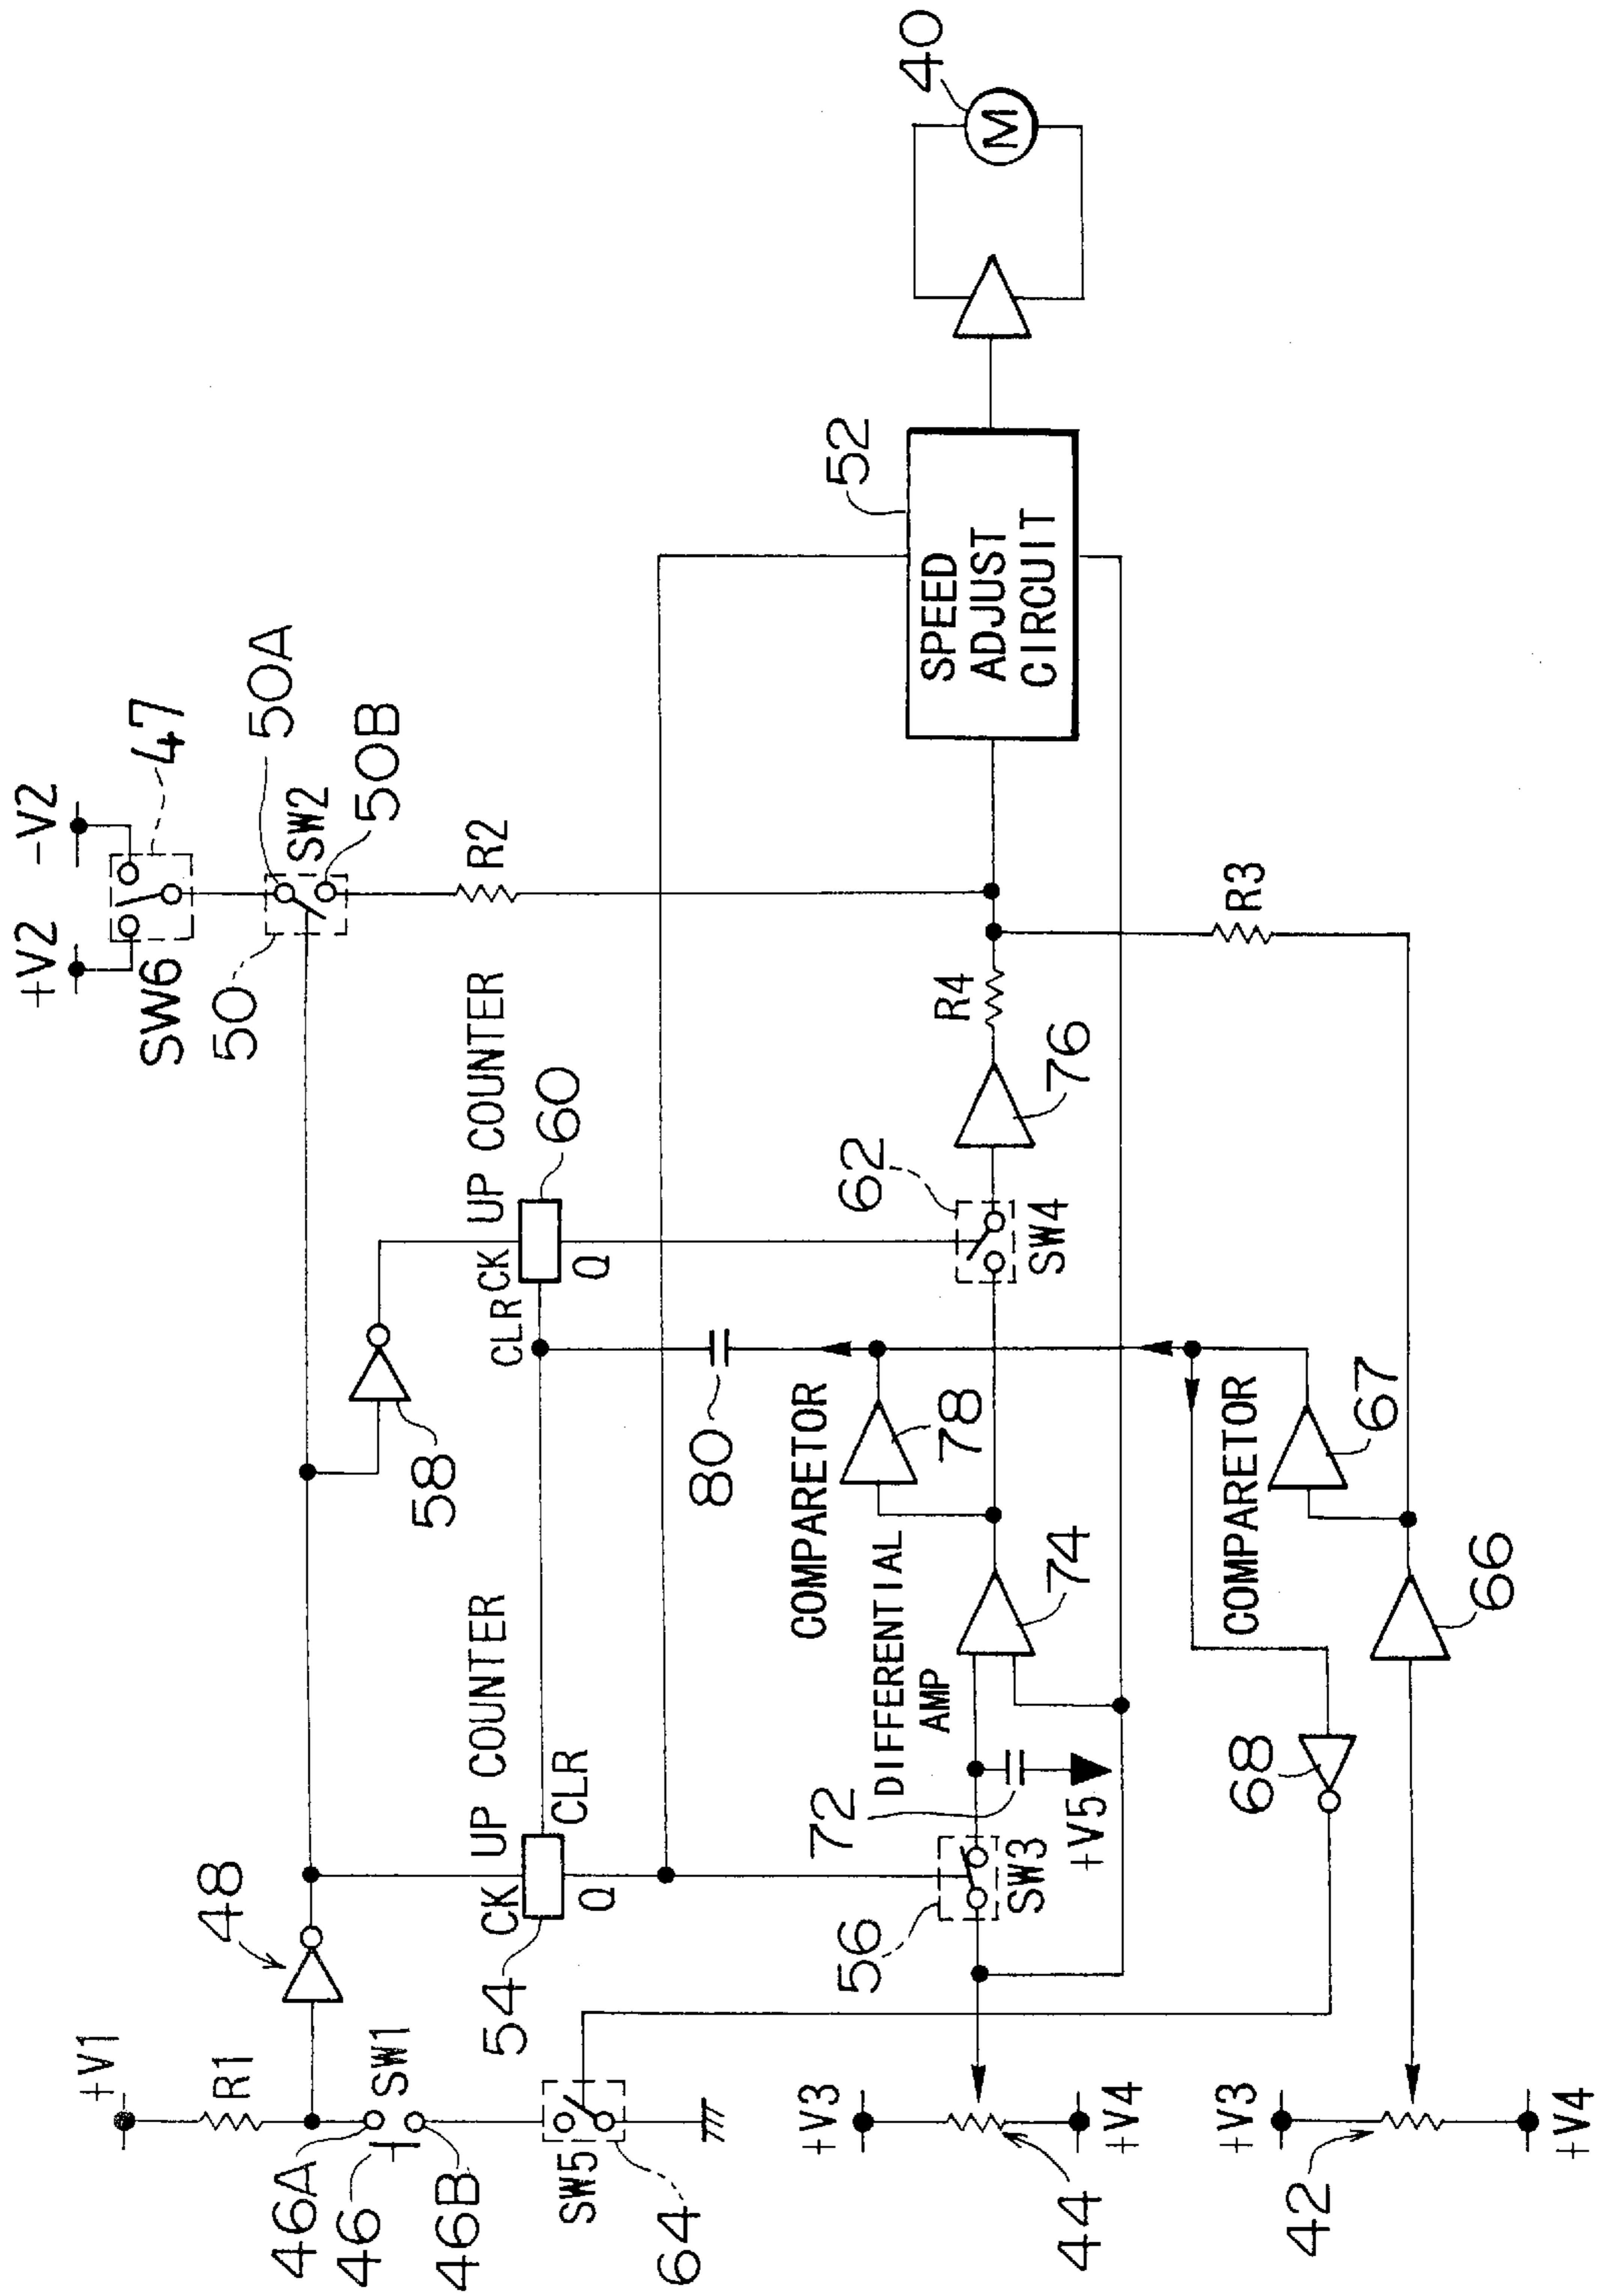 +V1
R1
46A
46
SW1
46B
SW5
64
48
+V2
-V2
SW6
47
50
50A
SW2
50B
R2
58
UP COUNTER
CK
CLR
Q
54
UP COUNTER
CLR
CK
Q
60
80
COMPARETOR
78
62
SW4
76
R4
52
SPEED
ADJUST
CIRCUIT
40
M
+V3
44
+V4
56
SW3
72
+V5
DIFFERENTIAL
AMP
74
68
COMPARETOR
67
66
R3
+V3
42
+V4